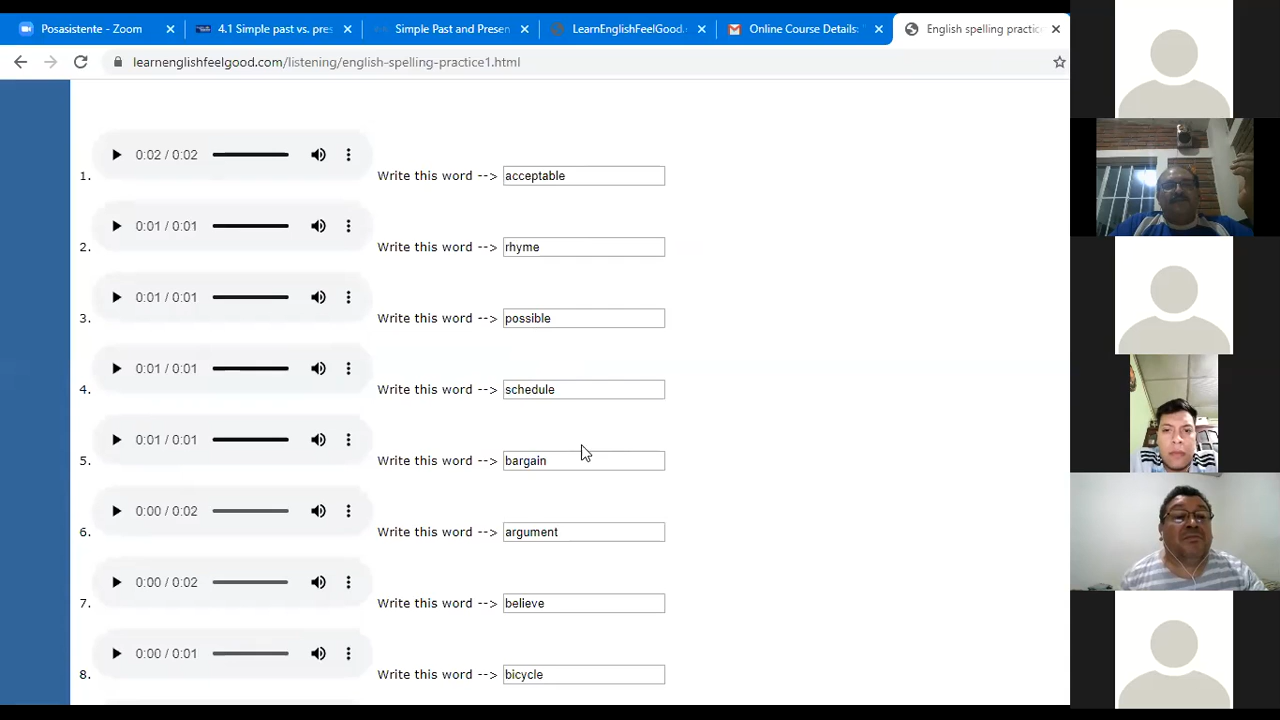 Posasistente - Zoom
4.1 Simple past vs. pres
Simple Past and Presen
LearnEnglishFeelGood.
Online Course Details:
English spelling practice
learnenglishfeelgood.com/listening/english-spelling-practice1.html
0:02 / 0:02
1. Write this word --> acceptable
0:01 / 0:01
2. Write this word --> rhyme
0:01 / 0:01
3. Write this word --> possible
0:01 / 0:01
4. Write this word --> schedule
0:01 / 0:01
5. Write this word --> bargain
0:00 / 0:02
6. Write this word --> argument
0:00 / 0:02
7. Write this word --> believe
0:00 / 0:01
8. Write this word --> bicycle